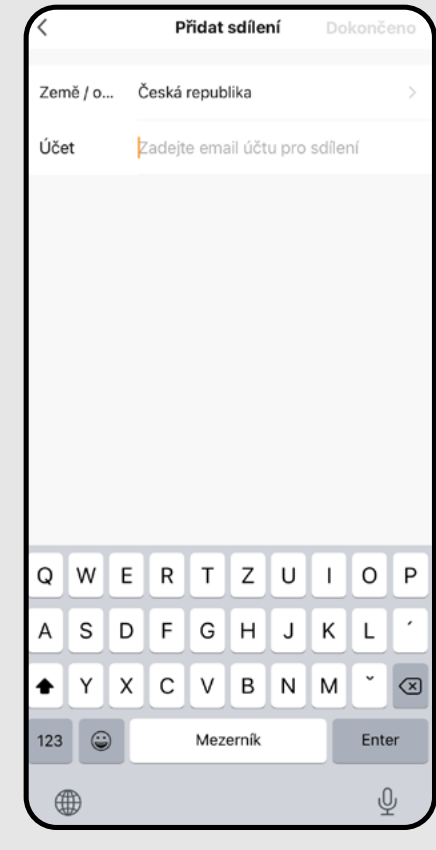 Přidat sdílení Dokončeno
Země / o... Česká republika
Účet Zadejte email účtu pro sdílení
Q W E R T Z U I O P
A S D F G H J K L ´
Y X C V B N M ˇ
123 Mezerník Enter